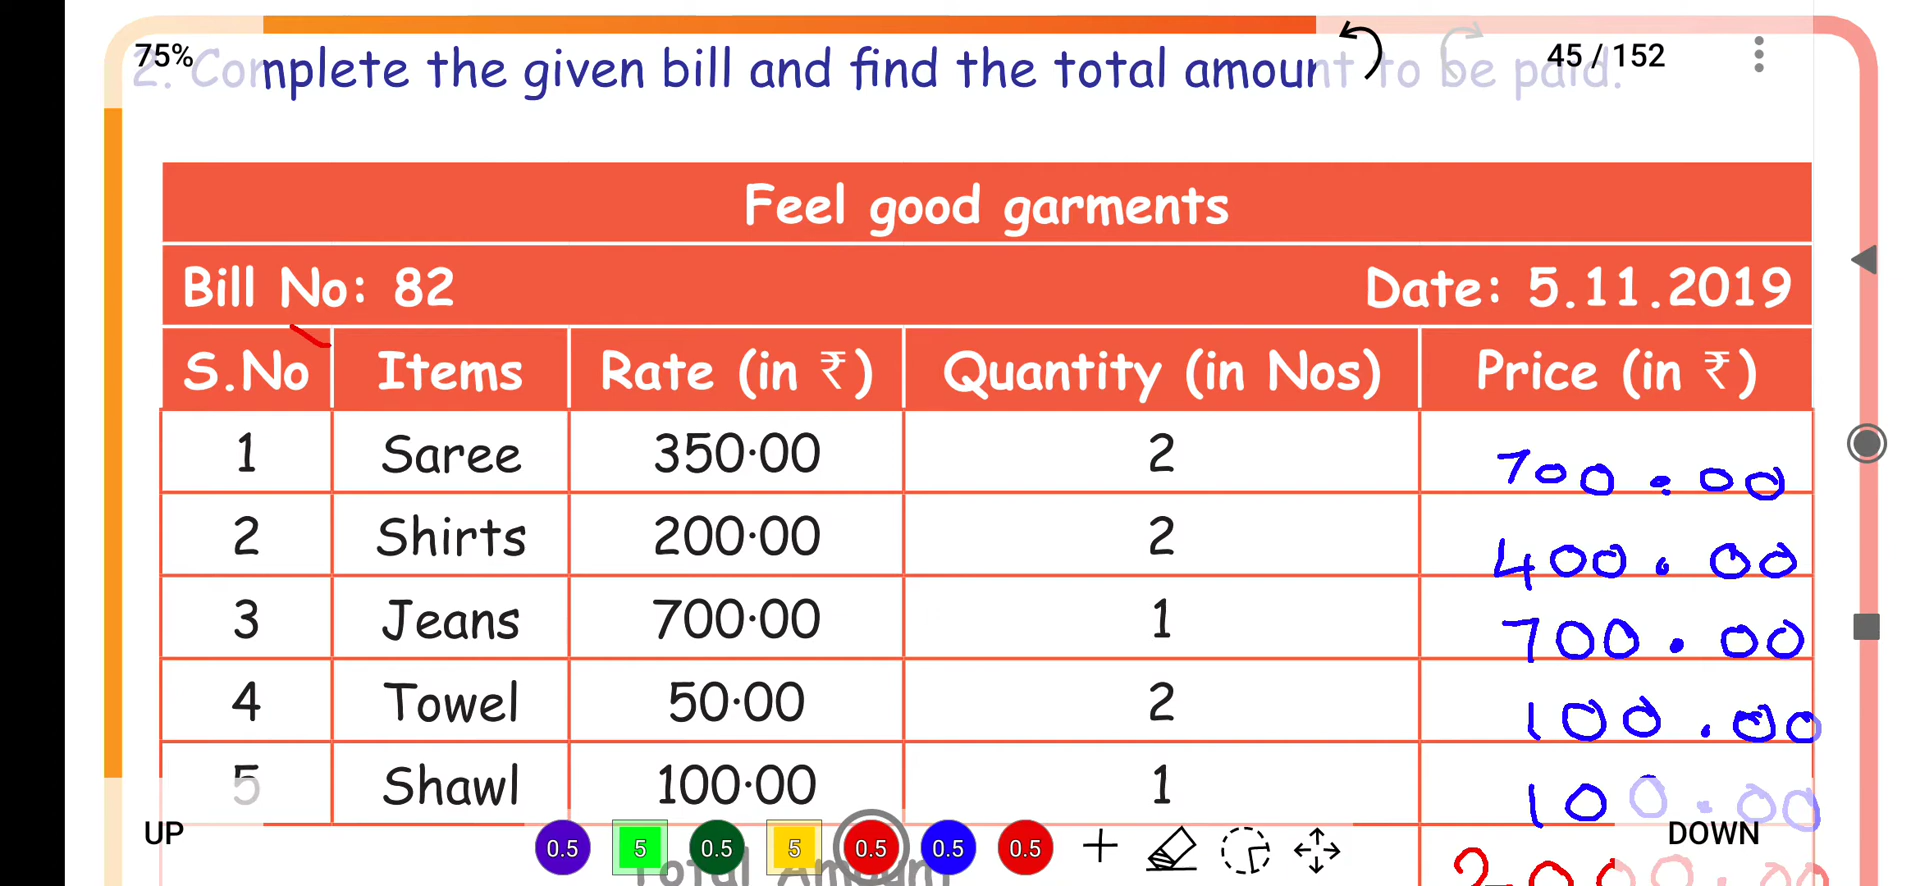 75%
45 / 152
2. Complete the given bill and find the total amount to be paid.
Feel good garments
Bill No: 82 Date: 5.11.2019
S.No Items Rate (in ₹) Quantity (in Nos) Price (in ₹)
1 Saree 350·00 2 700.00
2 Shirts 200·00 2 400.00
3 Jeans 700·00 1 700.00
4 Towel 50·00 2 100.00
5 Shawl 100·00 1 100.00
UP 0.5 5 0.5 5 0.5 0.5 0.5 DOWN
Total Amount 2000.00